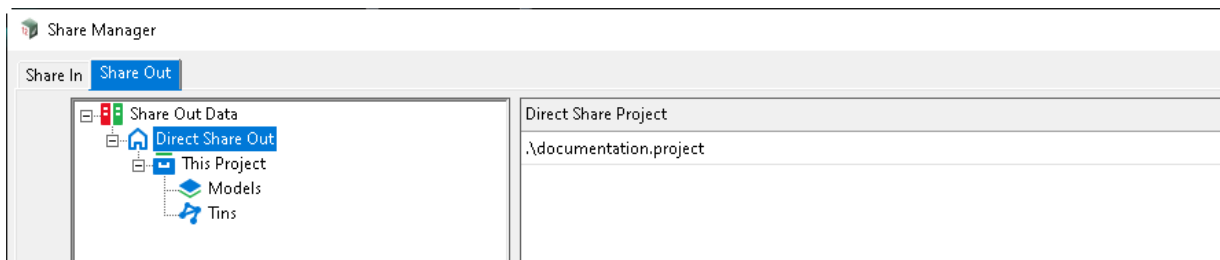 Share Manager
Share In Share Out
Share Out Data
Direct Share Out
This Project
Models
Tins
Direct Share Project
.\documentation.project